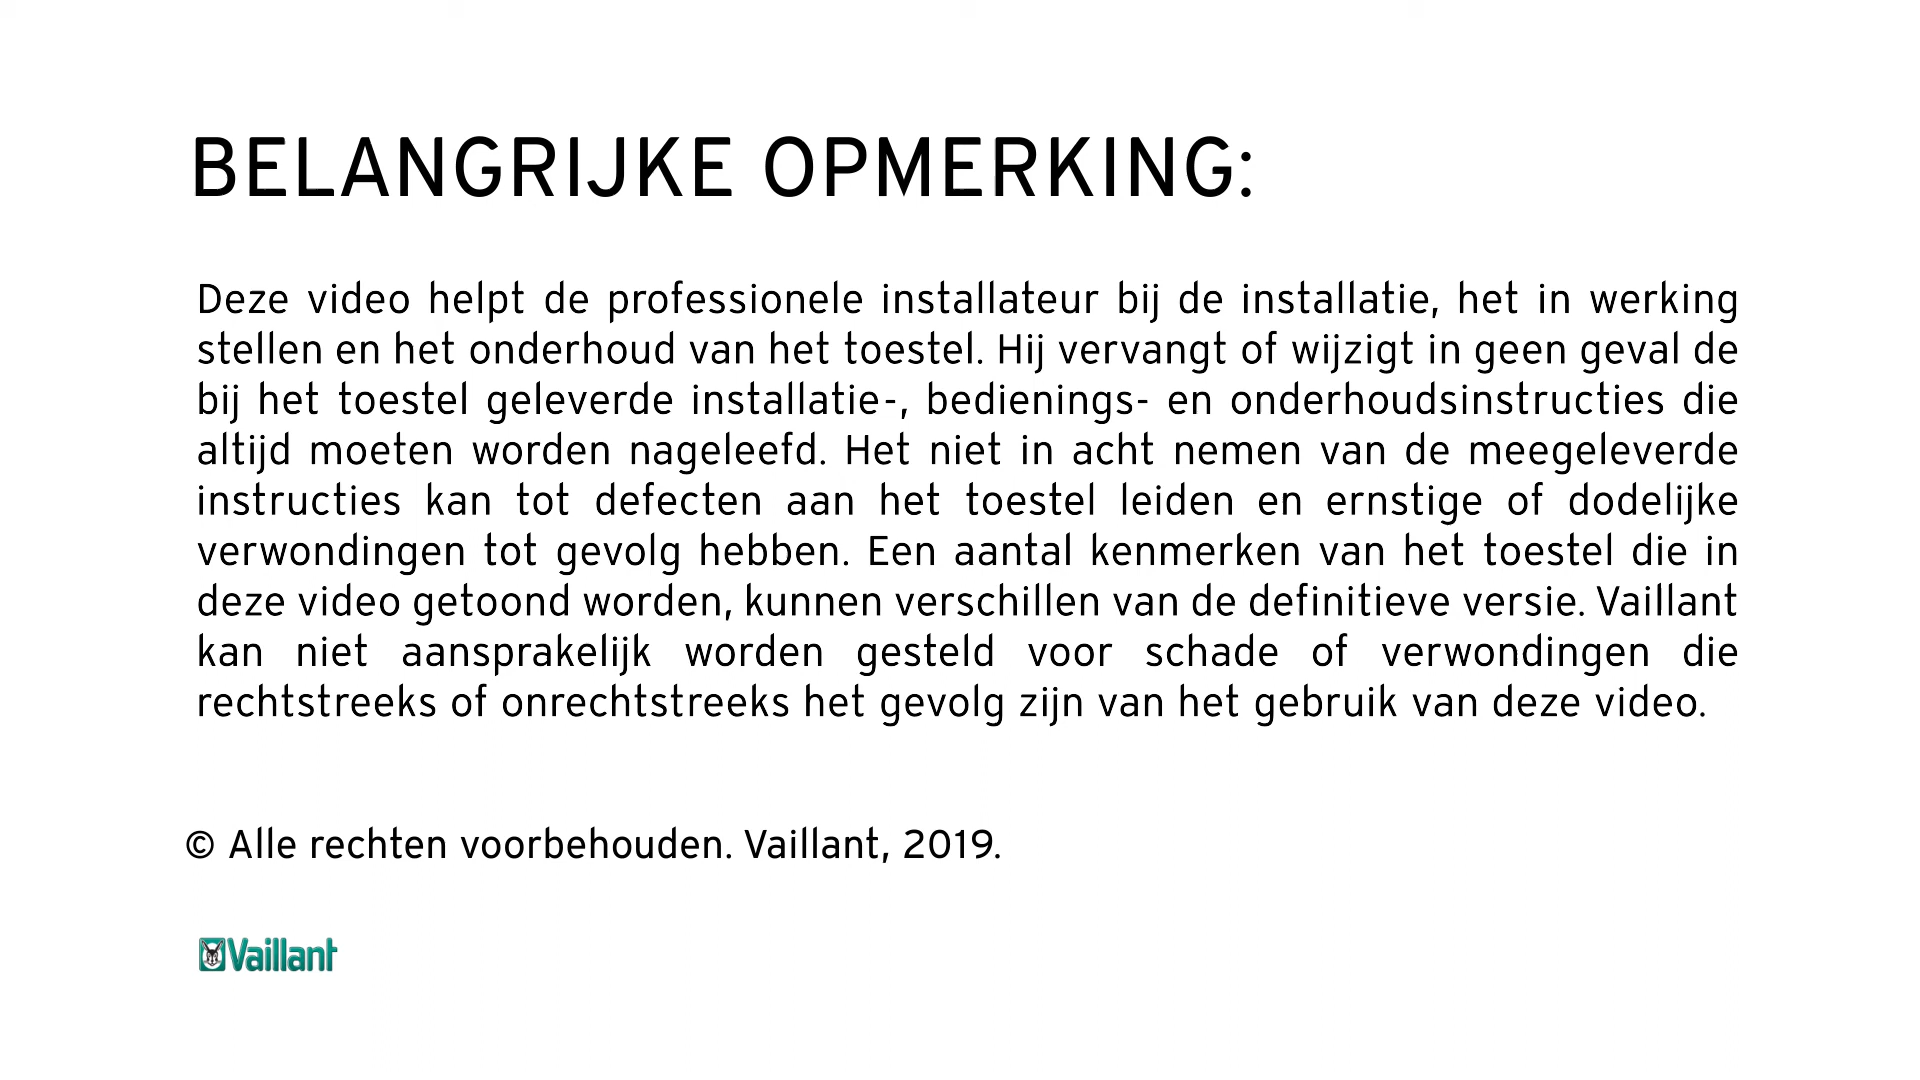 BELANGRIJKE OPMERKING:
Deze video helpt de professionele installateur bij de installatie, het in werking
stellen en het onderhoud van het toestel. Hij vervangt of wijzigt in geen geval de
bij het toestel geleverde installatie-, bedienings- en onderhoudsinstructies die
altijd moeten worden nageleefd. Het niet in acht nemen van de meegeleverde
instructies kan tot defecten aan het toestel leiden en ernstige of dodelijke
verwondingen tot gevolg hebben. Een aantal kenmerken van het toestel die in
deze video getoond worden, kunnen verschillen van de definitieve versie. Vaillant
kan niet aansprakelijk worden gesteld voor schade of verwondingen die
rechtstreeks of onrechtstreeks het gevolg zijn van het gebruik van deze video.
© Alle rechten voorbehouden. Vaillant, 2019.
Vaillant